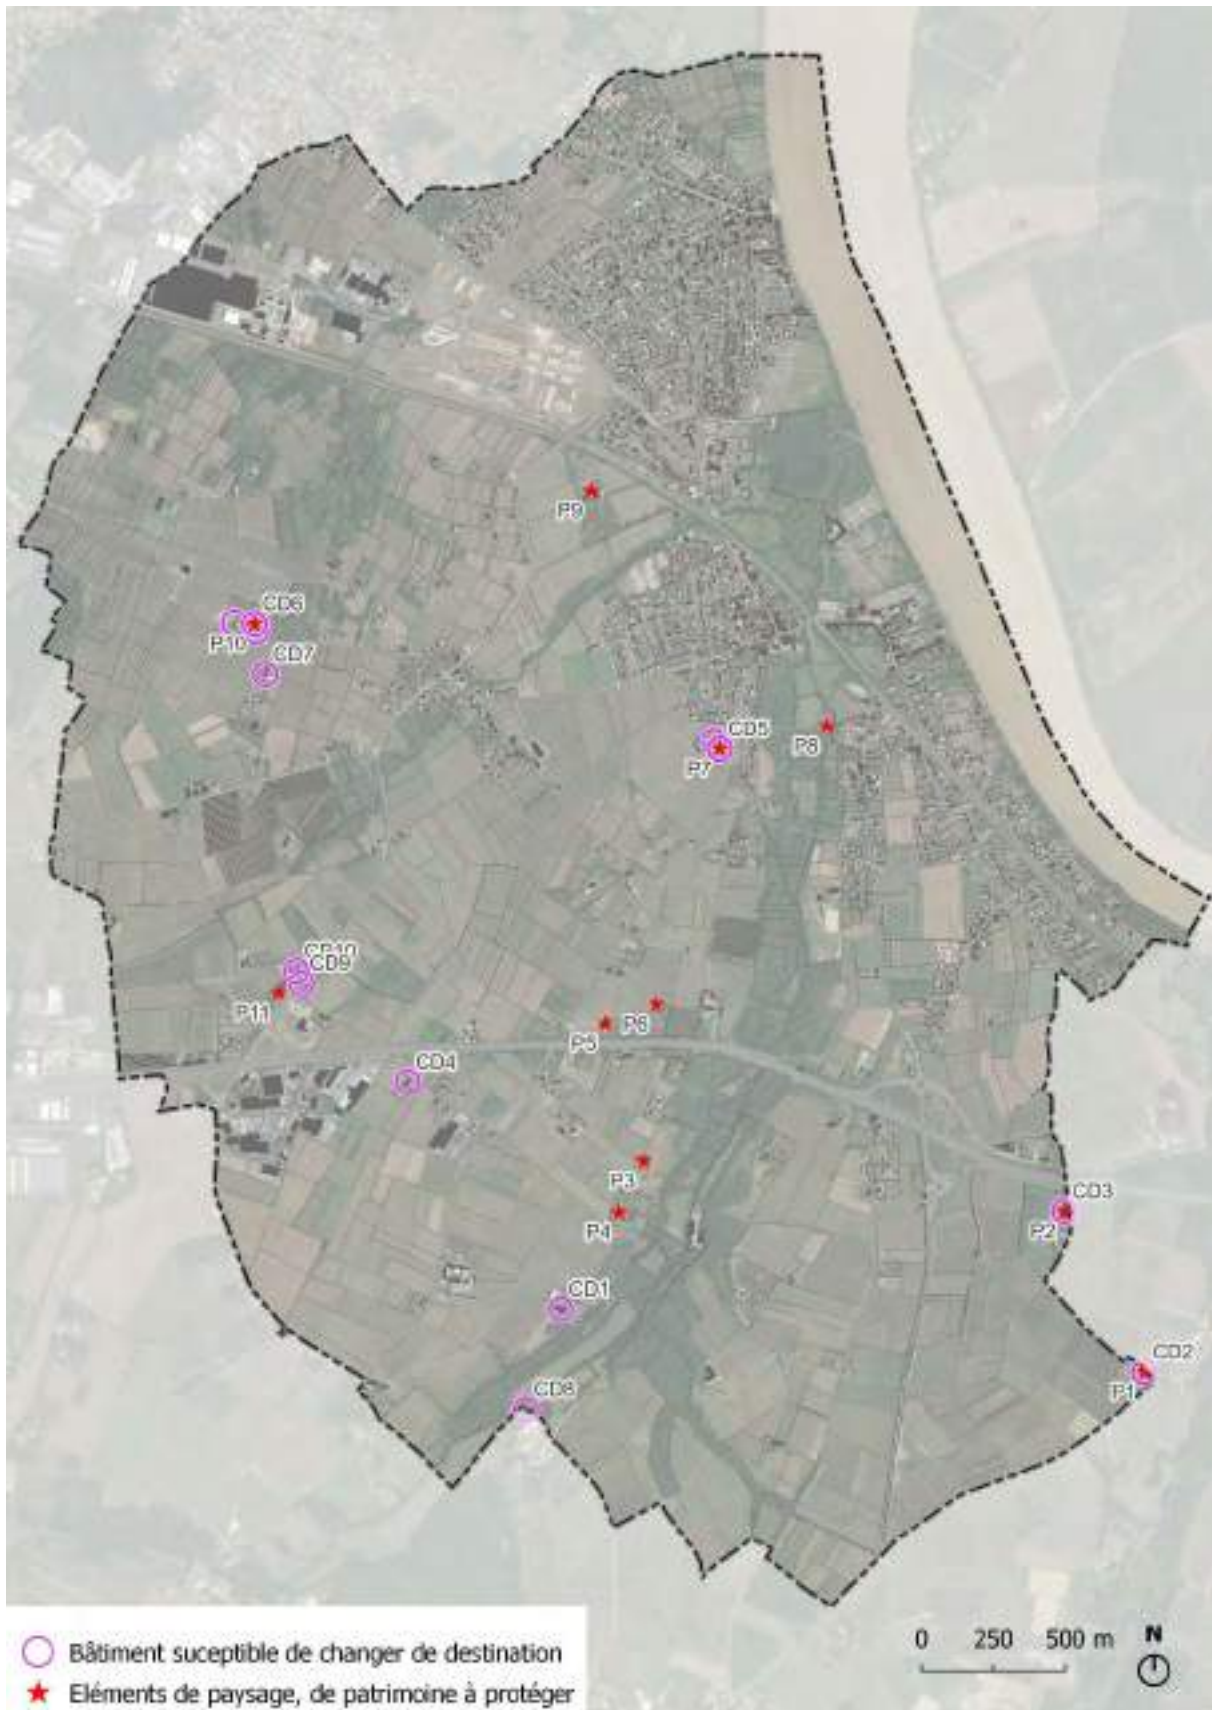 P9
CD6
P10
CD7
CD5
P8
P7
CD10
CD9
P11
P6
P5
CD4
P3
CD3
P4
P2
CD1
CD2
P1
CD8
Bâtiment suceptible de changer de destination
Eléments de paysage, de patrimoine à protéger
0 250 500 m N